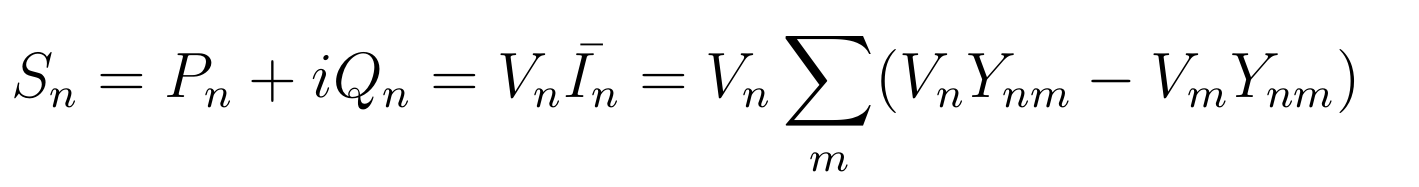 $S_n = P_n + iQ_n = V_n \bar{I_n} = V_n \sum_m (V_n Y_{nm} - V_m Y_{nm})$